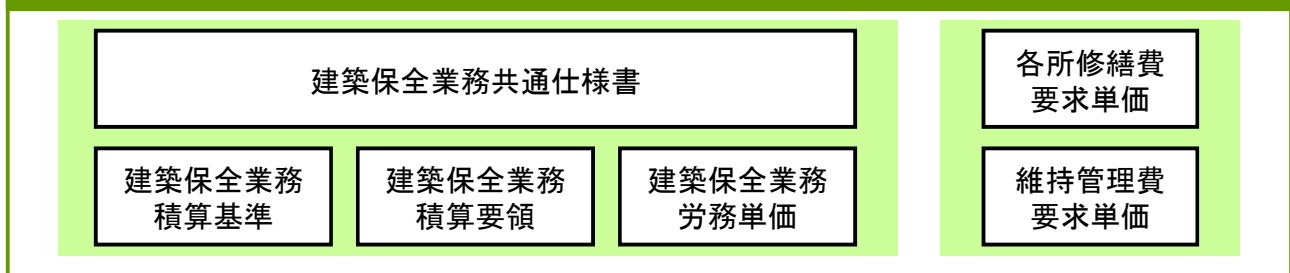 建築保全業務共通仕様書
各所修繕費
要求単価
建築保全業務
積算基準
建築保全業務
積算要領
建築保全業務
労務単価
維持管理費
要求単価